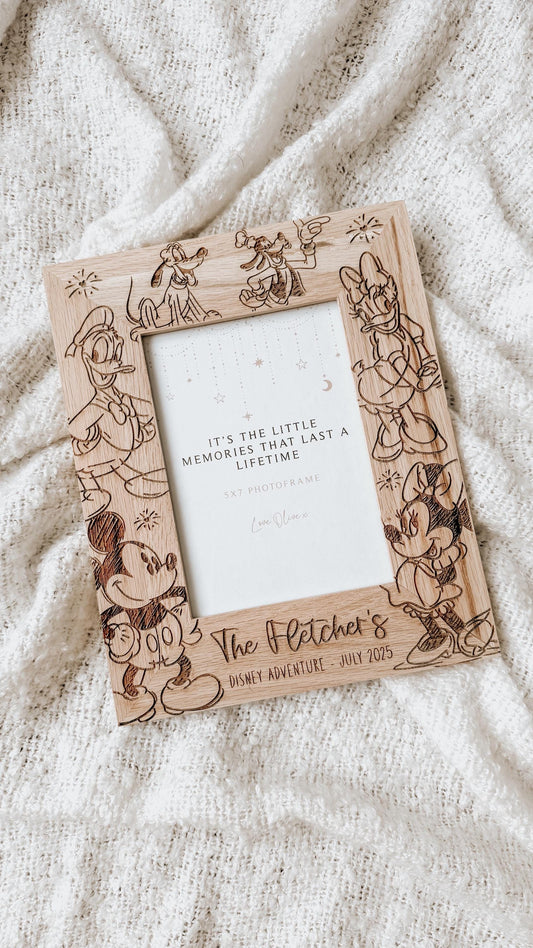 IT'S THE LITTLE
MEMORIES THAT LAST A
LIFETIME
5X7 PHOTOFRAME
Love, Olive x
The Fletcher's
DISNEY ADVENTURE - JULY 2025